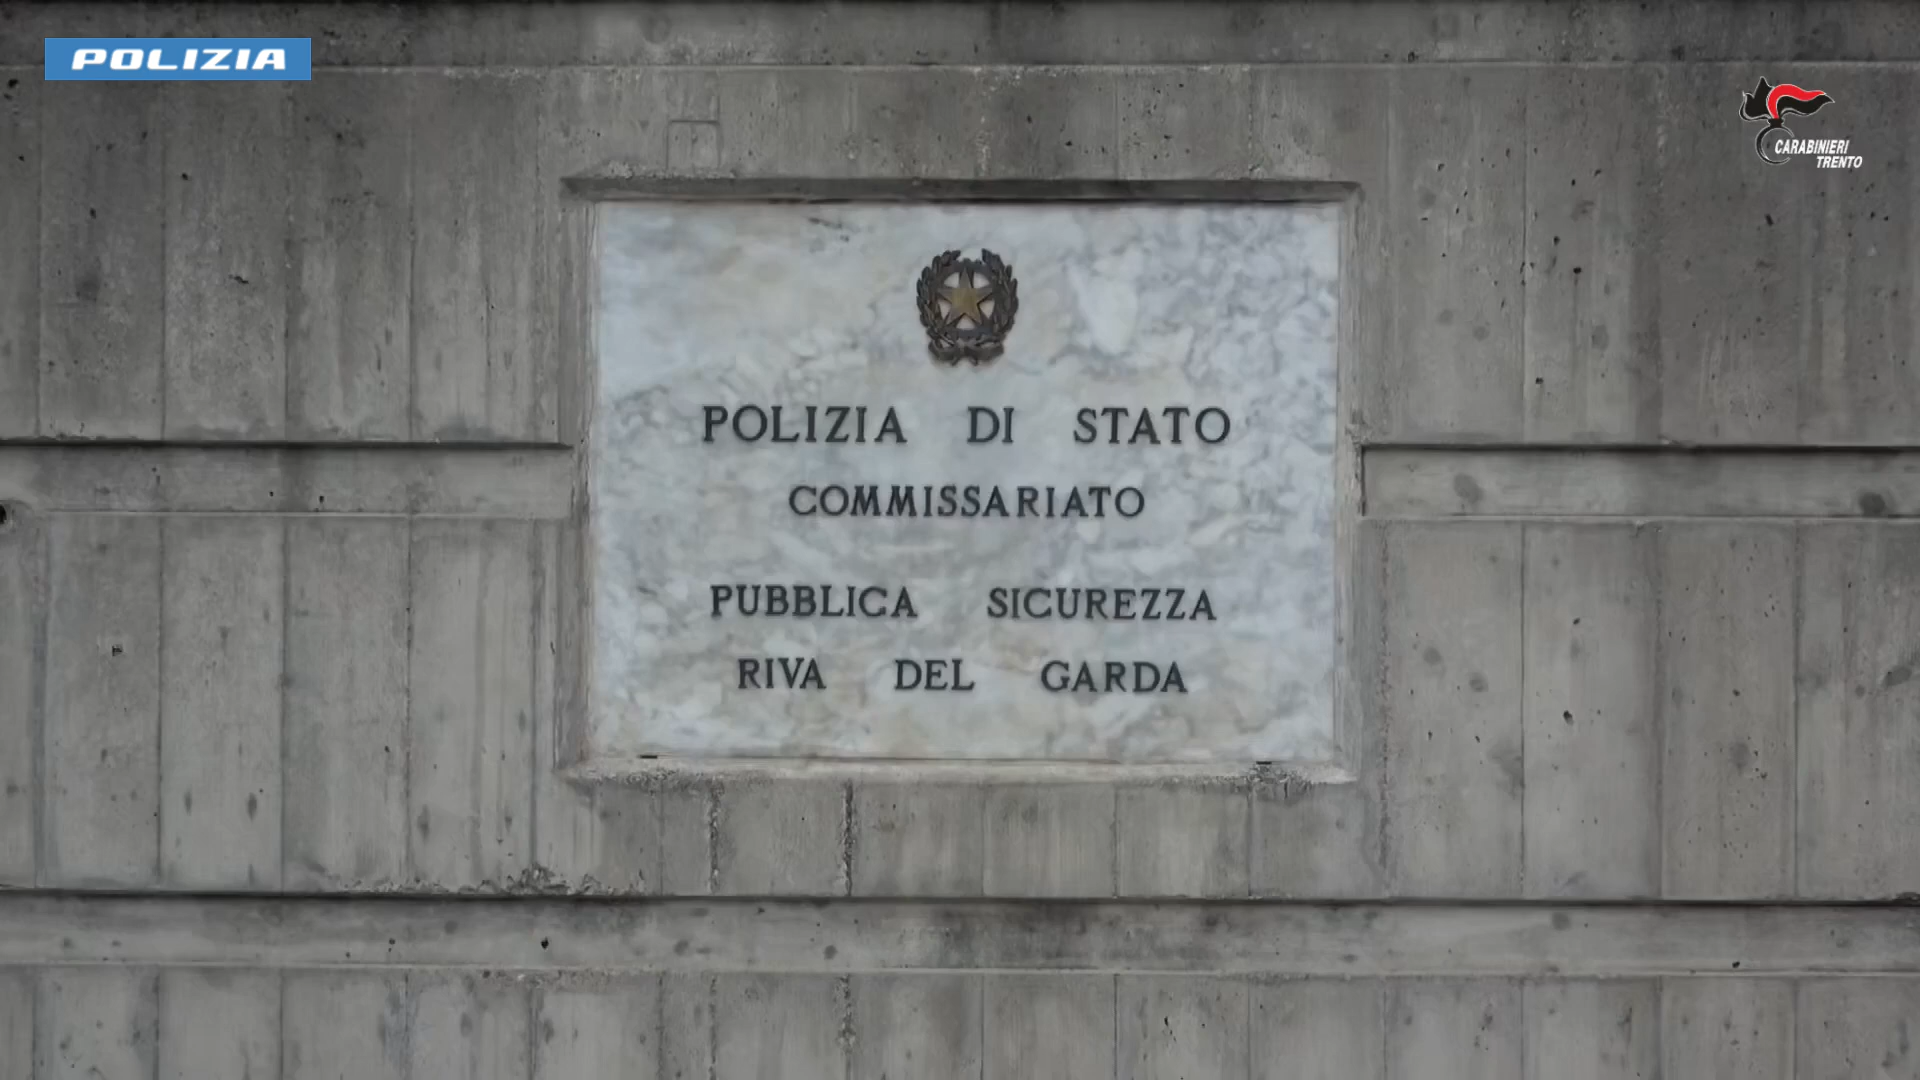 POLIZIA
CARABINIERI
TRENTO
POLIZIA DI STATO
COMMISSARIATO
PUBBLICA SICUREZZA
RIVA DEL GARDA